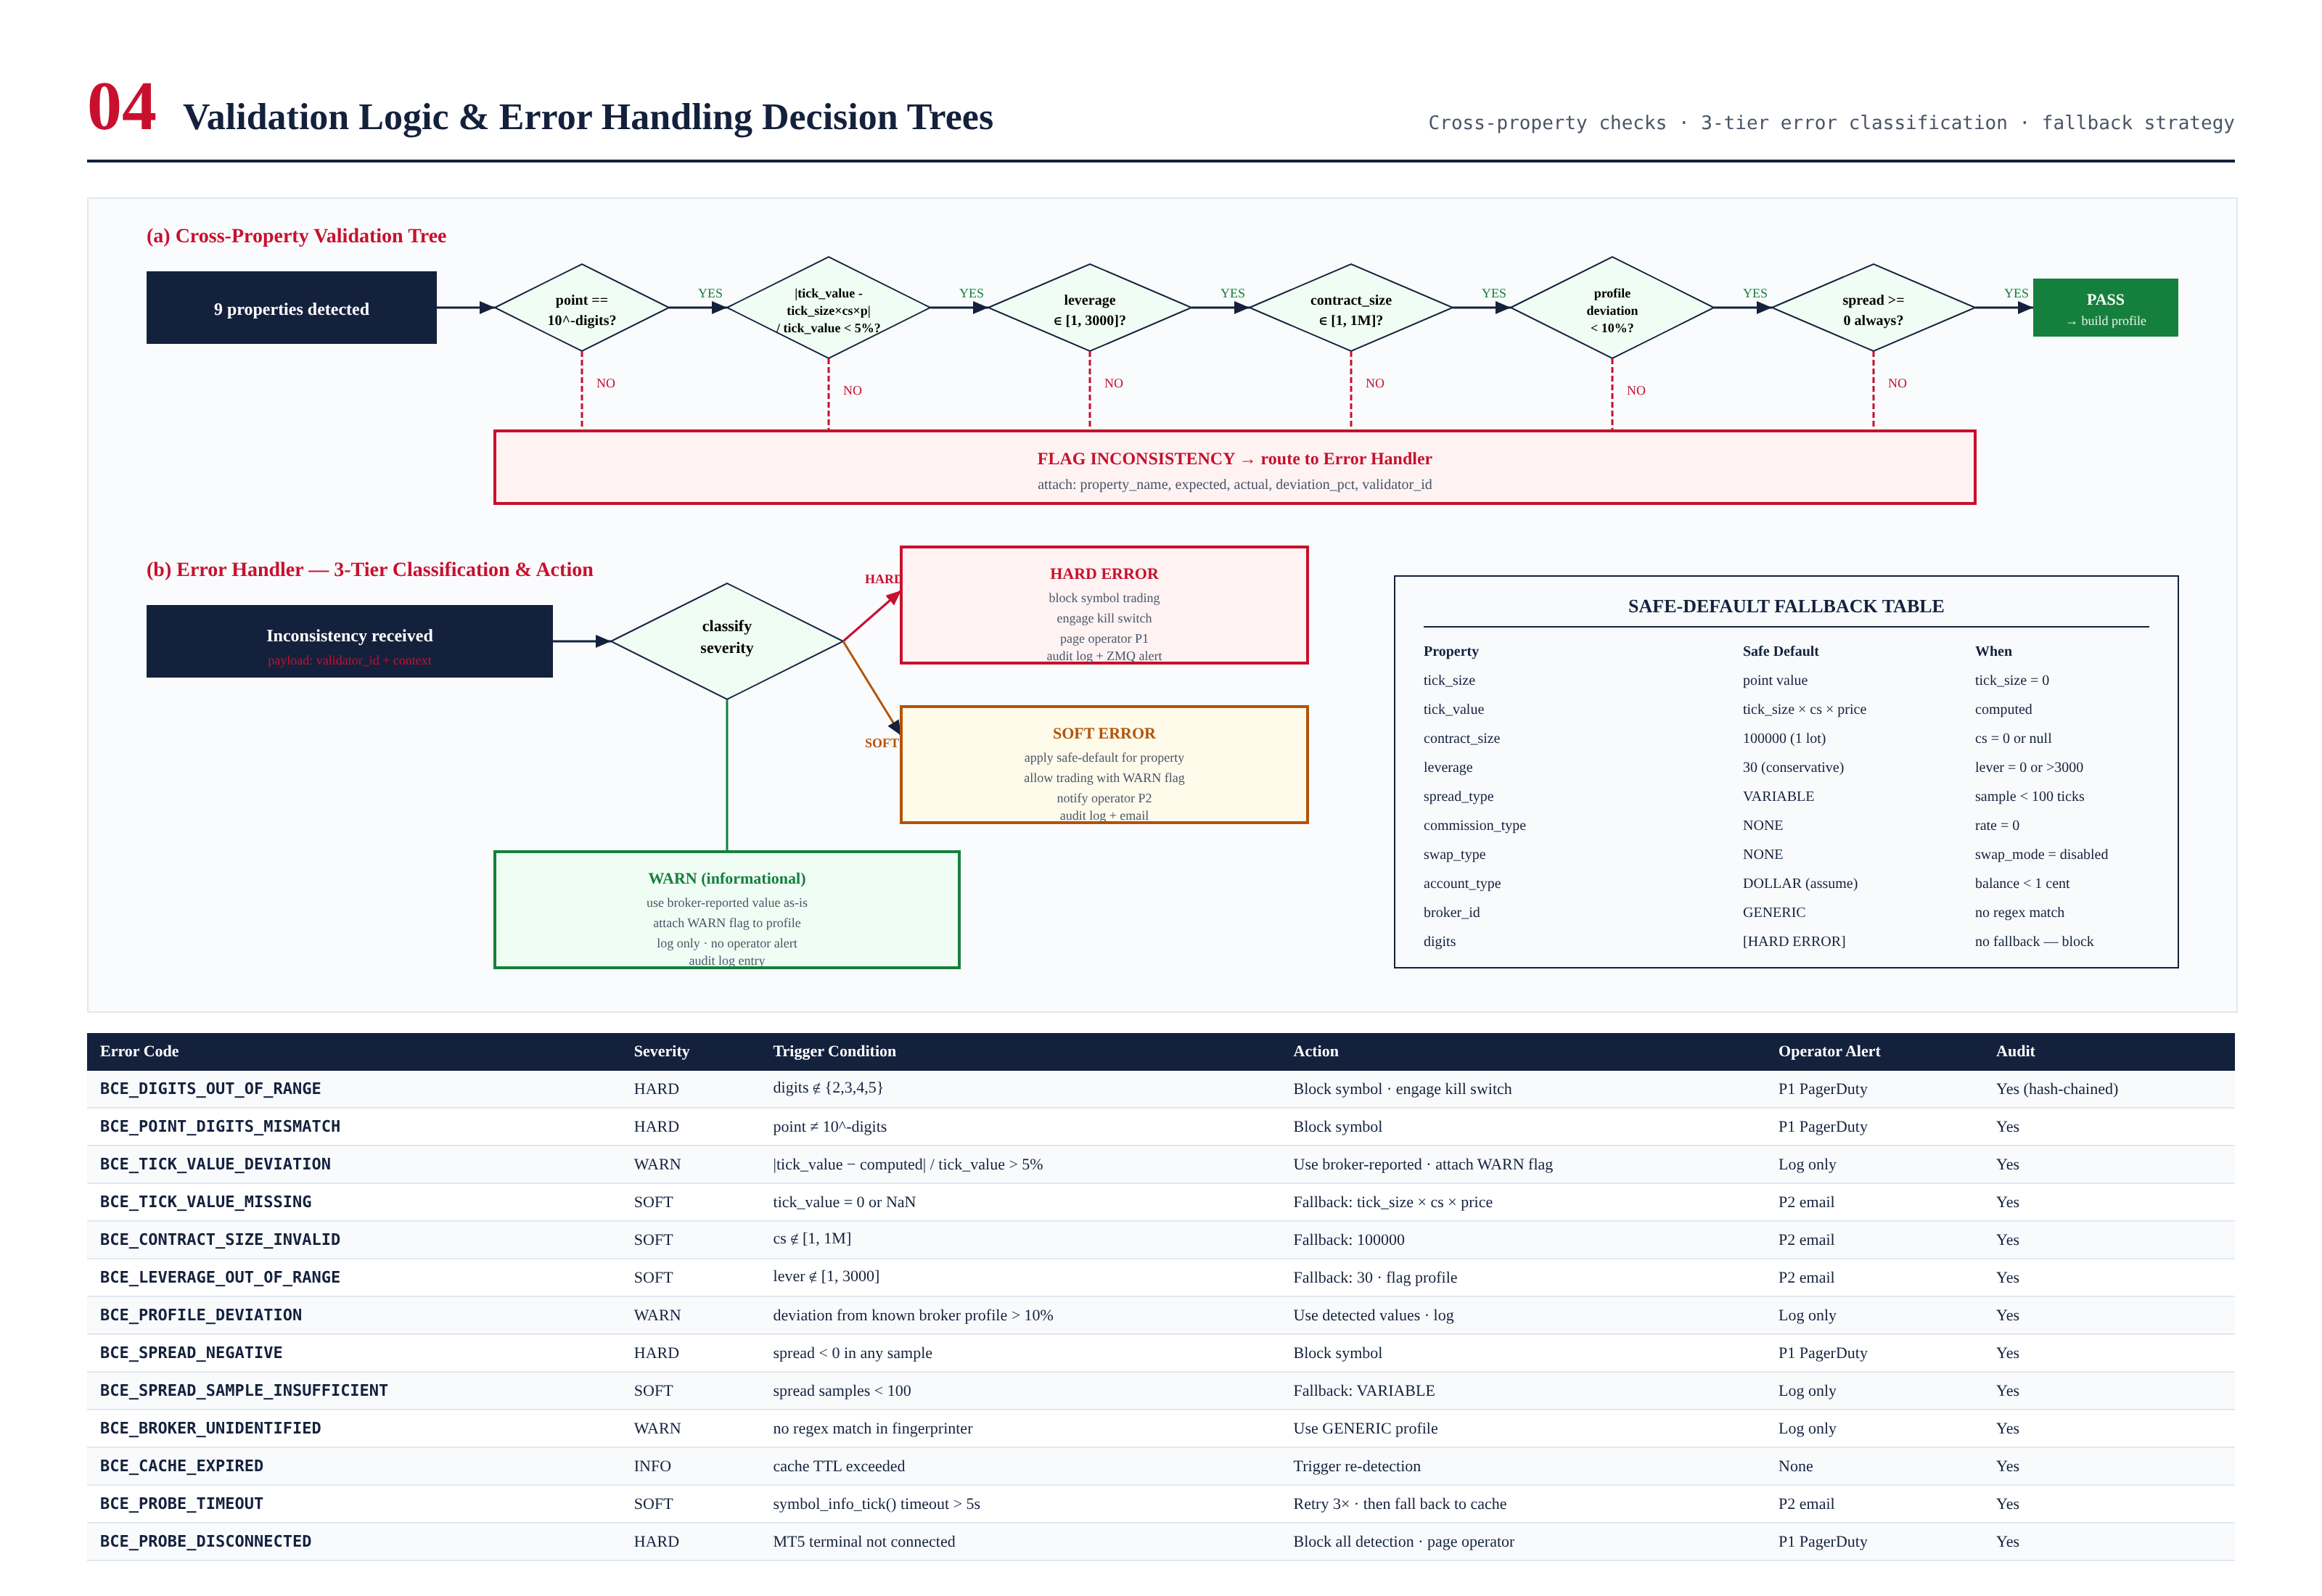 04 Validation Logic & Error Handling Decision Trees
Cross-property checks · 3-tier error classification · fallback strategy
(a) Cross-Property Validation Tree
9 properties detected
point ==
10^-digits?
YES
NO
|tick_value -
tick_size×cs×p|
/ tick_value < 5%?
YES
NO
leverage
∈ [1, 3000]?
YES
NO
contract_size
∈ [1, 1M]?
YES
NO
profile
deviation
< 10%?
YES
NO
spread >=
0 always?
YES
NO
PASS
→ build profile
FLAG INCONSISTENCY → route to Error Handler
attach: property_name, expected, actual, deviation_pct, validator_id
(b) Error Handler — 3-Tier Classification & Action
Inconsistency received
payload: validator_id + context
classify
severity
HARD
HARD ERROR
block symbol trading
engage kill switch
page operator P1
audit log + ZMQ alert
SOFT
SOFT ERROR
apply safe-default for property
allow trading with WARN flag
notify operator P2
audit log + email
WARN (informational)
use broker-reported value as-is
attach WARN flag to profile
log only · no operator alert
audit log entry
SAFE-DEFAULT FALLBACK TABLE
Property Safe Default When
tick_size point value tick_size = 0
tick_value tick_size × cs × price computed
contract_size 100000 (1 lot) cs = 0 or null
leverage 30 (conservative) lever = 0 or >3000
spread_type VARIABLE sample < 100 ticks
commission_type NONE rate = 0
swap_type NONE swap_mode = disabled
account_type DOLLAR (assume) balance < 1 cent
broker_id GENERIC no regex match
digits [HARD ERROR] no fallback — block
Error Code Severity Trigger Condition Action Operator Alert Audit
BCE_DIGITS_OUT_OF_RANGE HARD digits ∉ {2,3,4,5} Block symbol · engage kill switch P1 PagerDuty Yes (hash-chained)
BCE_POINT_DIGITS_MISMATCH HARD point ≠ 10^-digits Block symbol P1 PagerDuty Yes
BCE_TICK_VALUE_DEVIATION WARN |tick_value − computed| / tick_value > 5% Use broker-reported · attach WARN flag Log only Yes
BCE_TICK_VALUE_MISSING SOFT tick_value = 0 or NaN Fallback: tick_size × cs × price P2 email Yes
BCE_CONTRACT_SIZE_INVALID SOFT cs ∉ [1, 1M] Fallback: 100000 P2 email Yes
BCE_LEVERAGE_OUT_OF_RANGE SOFT lever ∉ [1, 3000] Fallback: 30 · flag profile P2 email Yes
BCE_PROFILE_DEVIATION WARN deviation from known broker profile > 10% Use detected values · log Log only Yes
BCE_SPREAD_NEGATIVE HARD spread < 0 in any sample Block symbol P1 PagerDuty Yes
BCE_SPREAD_SAMPLE_INSUFFICIENT SOFT spread samples < 100 Fallback: VARIABLE Log only Yes
BCE_BROKER_UNIDENTIFIED WARN no regex match in fingerprinter Use GENERIC profile Log only Yes
BCE_CACHE_EXPIRED INFO cache TTL exceeded Trigger re-detection None Yes
BCE_PROBE_TIMEOUT SOFT symbol_info_tick() timeout > 5s Retry 3× · then fall back to cache P2 email Yes
BCE_PROBE_DISCONNECTED HARD MT5 terminal not connected Block all detection · page operator P1 PagerDuty Yes